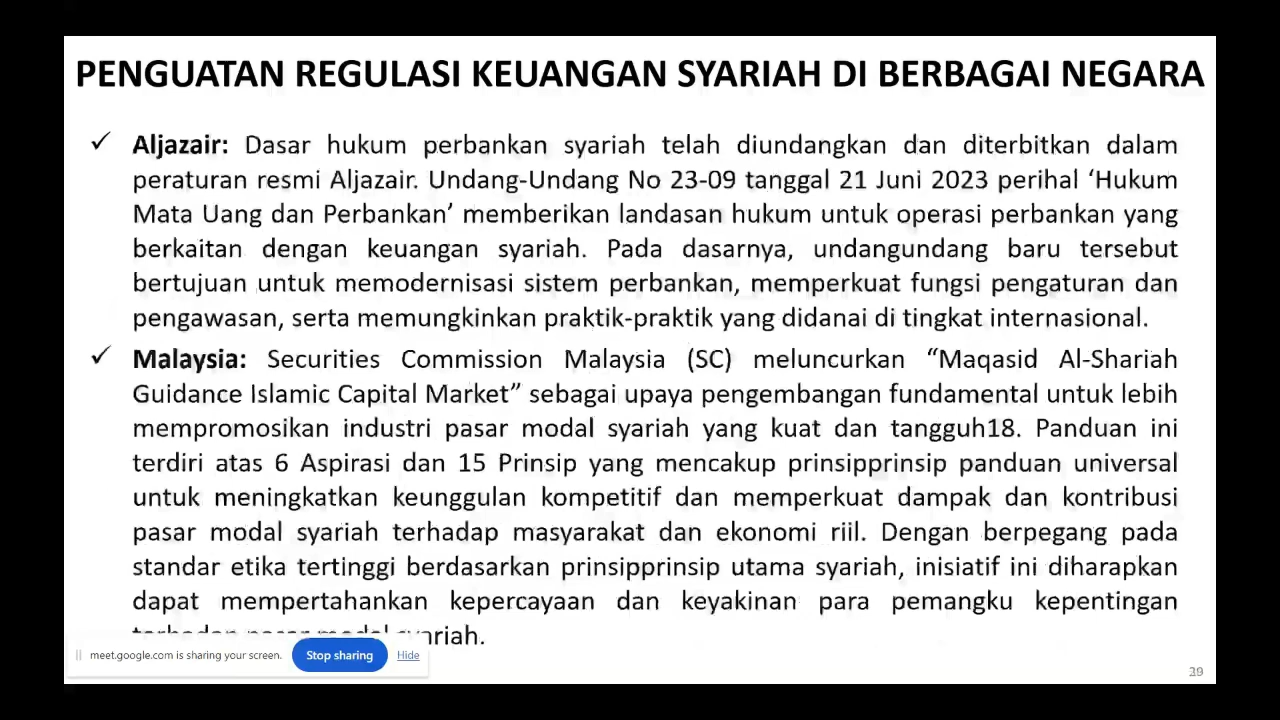 PENGUATAN REGULASI KEUANGAN SYARIAH DI BERBAGAI NEGARA
✓ Aljazair: Dasar hukum perbankan syariah telah diundangkan dan diterbitkan dalam
peraturan resmi Aljazair. Undang-Undang No 23-09 tanggal 21 Juni 2023 perihal ‘Hukum
Mata Uang dan Perbankan’ memberikan landasan hukum untuk operasi perbankan yang
berkaitan dengan keuangan syariah. Pada dasarnya, undangundang baru tersebut
bertujuan untuk memodernisasi sistem perbankan, memperkuat fungsi pengaturan dan
pengawasan, serta memungkinkan praktik-praktik yang didanai di tingkat internasional.
✓ Malaysia: Securities Commission Malaysia (SC) meluncurkan “Maqasid Al-Shariah
Guidance Islamic Capital Market” sebagai upaya pengembangan fundamental untuk lebih
mempromosikan industri pasar modal syariah yang kuat dan tangguh18. Panduan ini
terdiri atas 6 Aspirasi dan 15 Prinsip yang mencakup prinsipprinsip panduan universal
untuk meningkatkan keunggulan kompetitif dan memperkuat dampak dan kontribusi
pasar modal syariah terhadap masyarakat dan ekonomi riil. Dengan berpegang pada
standar etika tertinggi berdasarkan prinsipprinsip utama syariah, inisiatif ini diharapkan
dapat mempertahankan kepercayaan dan keyakinan para pemangku kepentingan
terhadap pasar modal syariah.
meet.google.com is sharing your screen. Stop sharing Hide